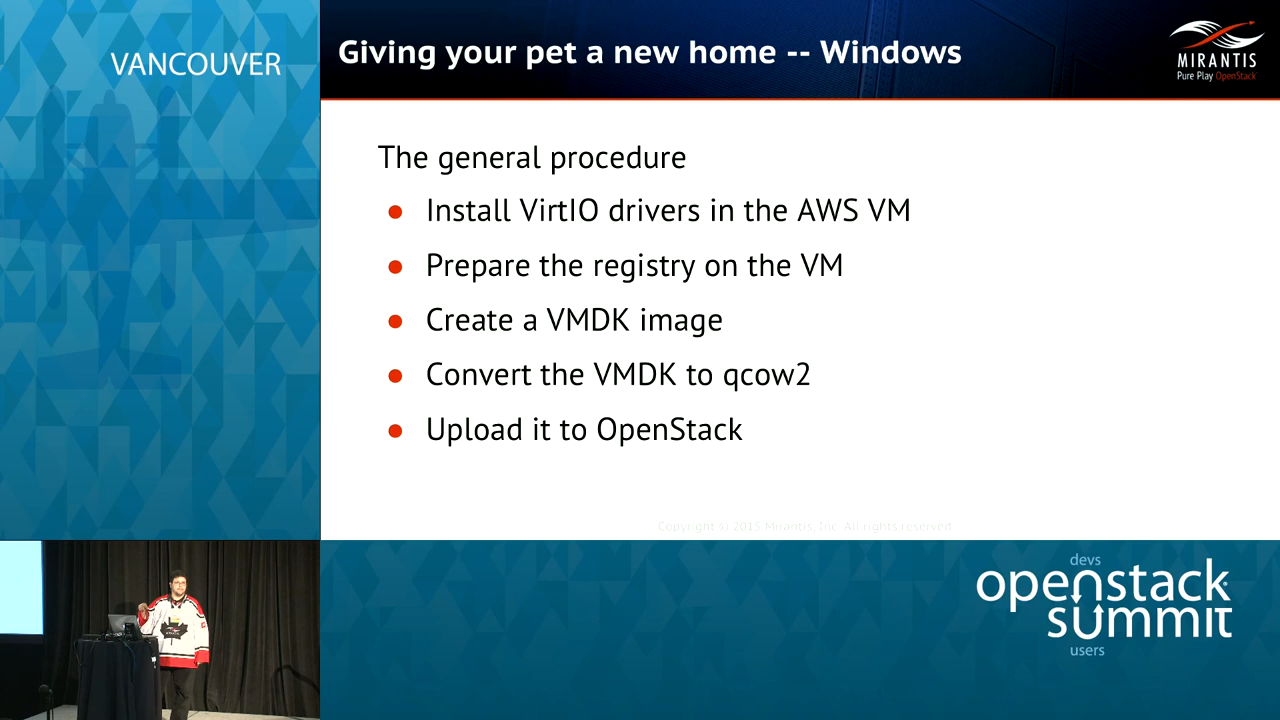 VANCOUVER
Giving your pet a new home -- Windows
MIRANTIS
Pure Play OpenStack
The general procedure
● Install VirtIO drivers in the AWS VM
● Prepare the registry on the VM
● Create a VMDK image
● Convert the VMDK to qcow2
● Upload it to OpenStack
Copyright © 2015 Mirantis, Inc. All rights reserved
devs
openstack
summit
users